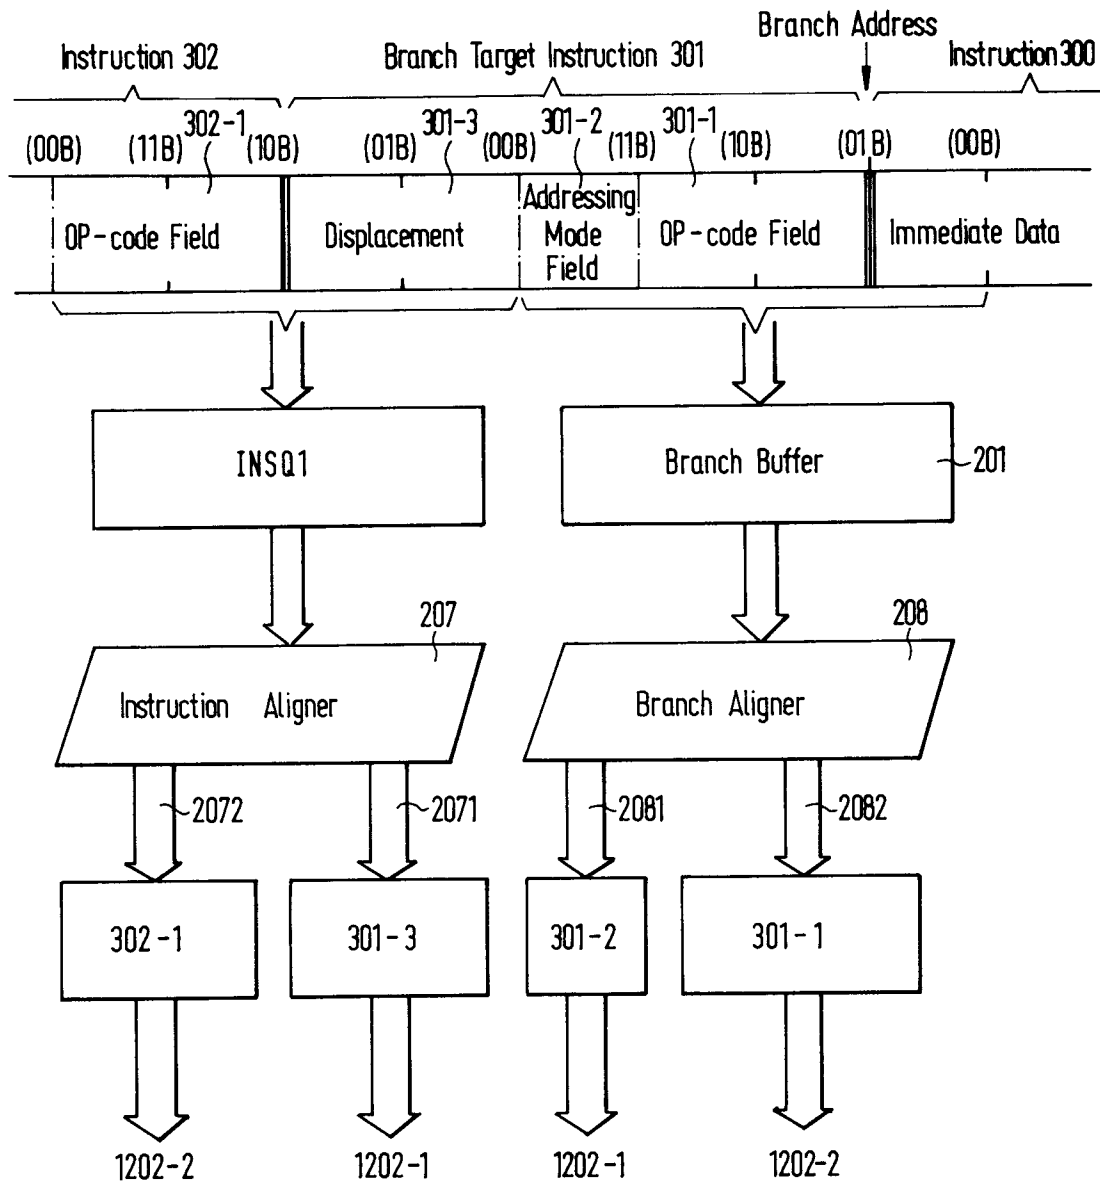 Branch Address
Instruction 302
Branch Target Instruction 301
Instruction 300
302-1
301-3
301-2
301-1
(00B)
(11B)
(10B)
(01B)
(00B)
(11B)
(10B)
(01B)
(00B)
OP-code Field
Displacement
Addressing
Mode
Field
OP-code Field
Immediate Data
INSQ1
Branch Buffer
201
207
208
Instruction Aligner
Branch Aligner
2072
2071
2081
2082
302-1
301-3
301-2
301-1
1202-2
1202-1
1202-1
1202-2